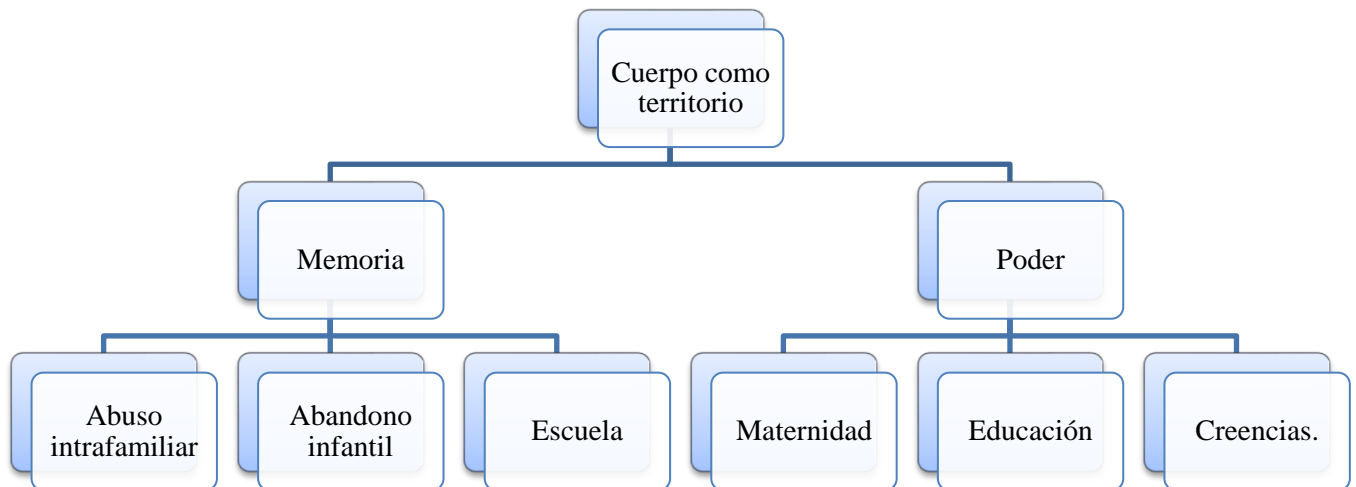 Cuerpo como
territorio
Memoria
Poder
Abuso
intrafamiliar
Abandono
infantil
Escuela
Maternidad
Educación
Creencias.